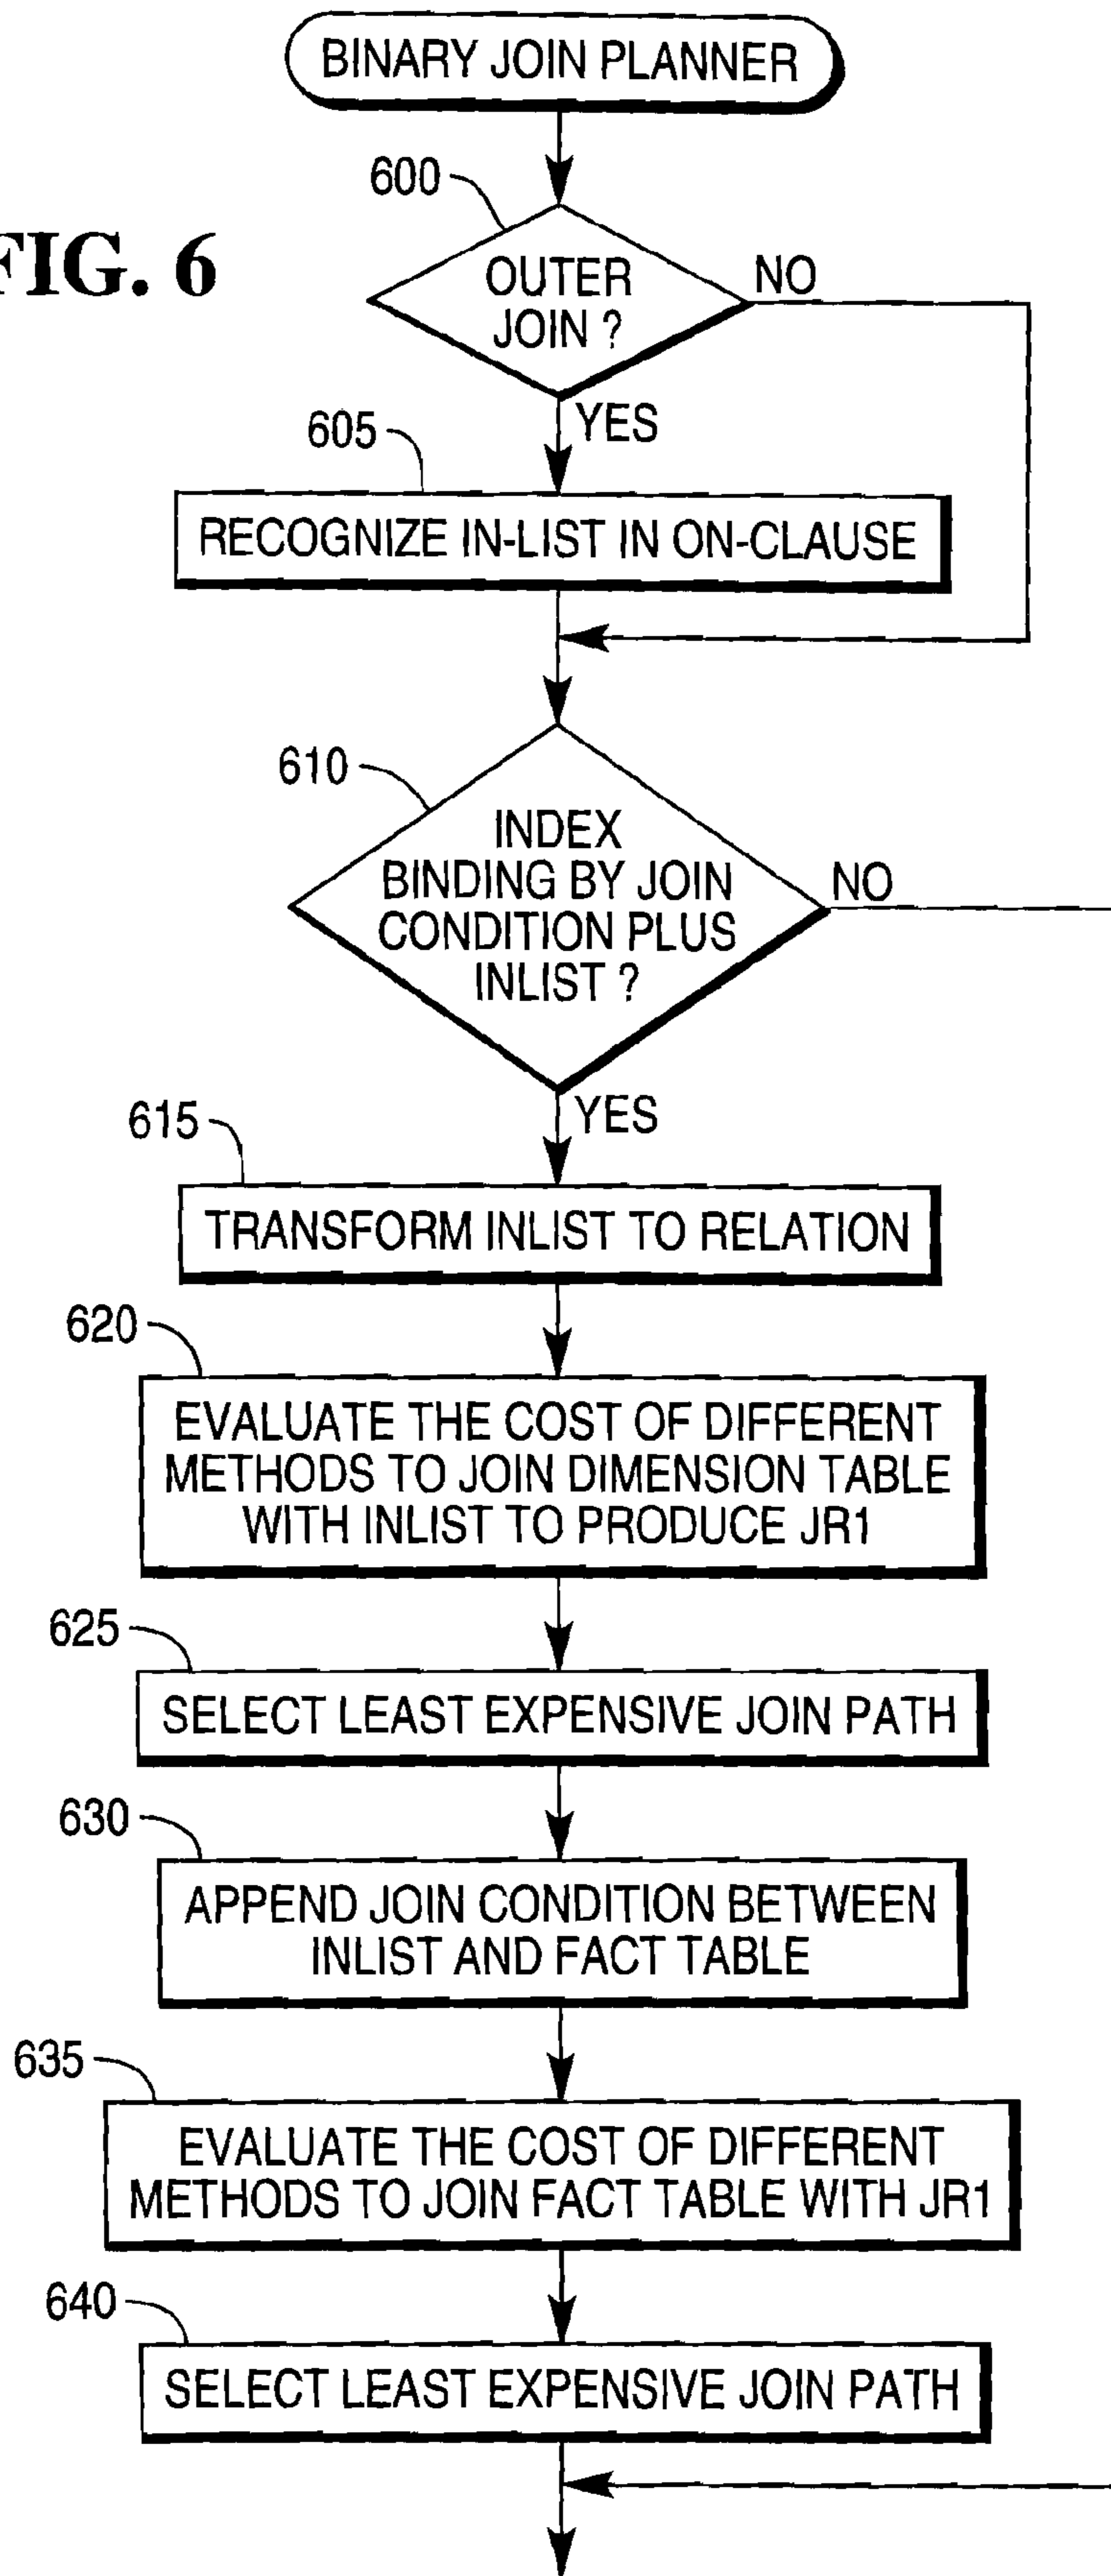 BINARY JOIN PLANNER
600
FIG. 6
OUTER
JOIN ?
NO
YES
605
RECOGNIZE IN-LIST IN ON-CLAUSE
610
INDEX
BINDING BY JOIN
CONDITION PLUS
INLIST ?
NO
YES
615
TRANSFORM INLIST TO RELATION
620
EVALUATE THE COST OF DIFFERENT
METHODS TO JOIN DIMENSION TABLE
WITH INLIST TO PRODUCE JR1
625
SELECT LEAST EXPENSIVE JOIN PATH
630
APPEND JOIN CONDITION BETWEEN
INLIST AND FACT TABLE
635
EVALUATE THE COST OF DIFFERENT
METHODS TO JOIN FACT TABLE WITH JR1
640
SELECT LEAST EXPENSIVE JOIN PATH